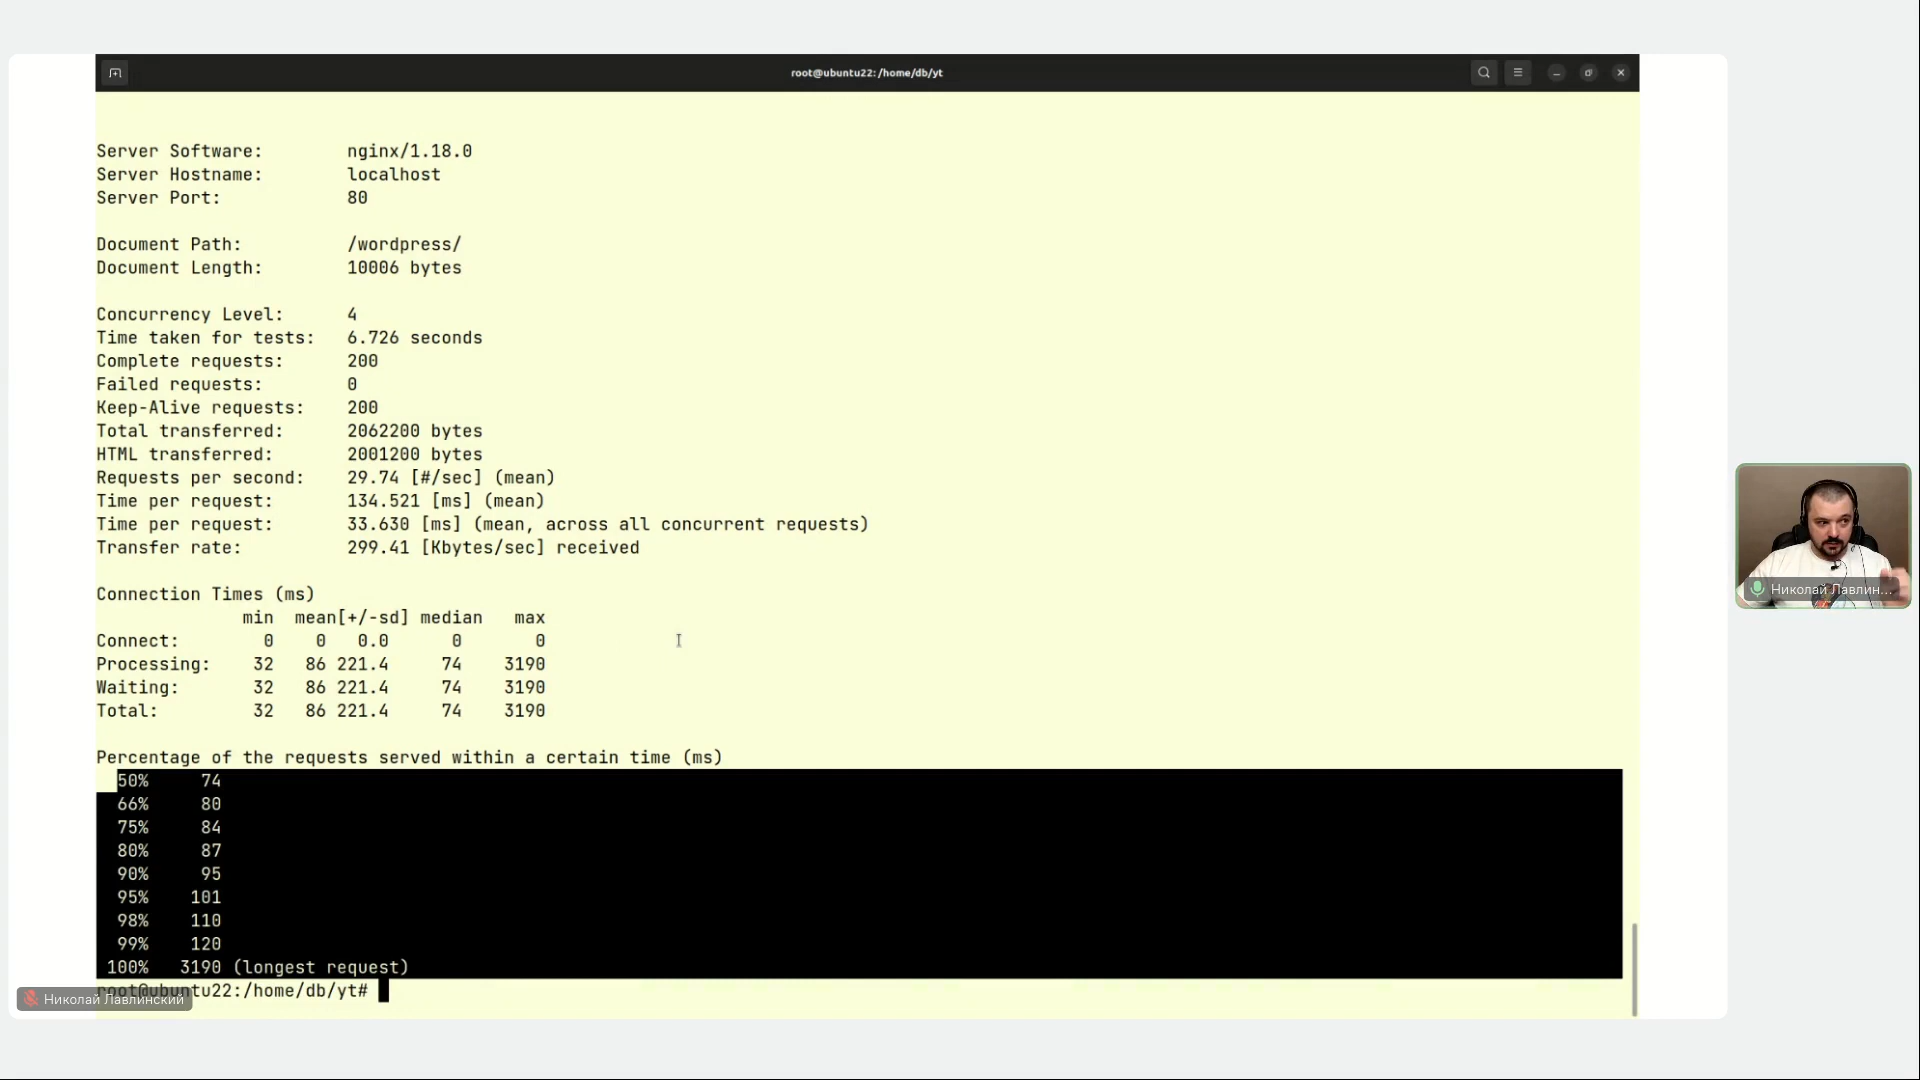 root@ubuntu22: /home/db/yt
Server Software:        nginx/1.18.0
Server Hostname:        localhost
Server Port:            80
Document Path:          /wordpress/
Document Length:        10006 bytes
Concurrency Level:      4
Time taken for tests:   6.726 seconds
Complete requests:      200
Failed requests:        0
Keep-Alive requests:    200
Total transferred:      2062200 bytes
HTML transferred:       2001200 bytes
Requests per second:    29.74 [#/sec] (mean)
Time per request:       134.521 [ms] (mean)
Time per request:       33.630 [ms] (mean, across all concurrent requests)
Transfer rate:          299.41 [Kbytes/sec] received
Connection Times (ms)
              min  mean[+/-sd] median   max
Connect:        0    0   0.0      0       0
Processing:    32   86 221.4     74    3190
Waiting:       32   86 221.4     74    3190
Total:         32   86 221.4     74    3190
Percentage of the requests served within a certain time (ms)
  50%     74
  66%     80
  75%     84
  80%     87
  90%     95
  95%    101
  98%    110
  99%    120
 100%   3190 (longest request)
root@ubuntu22:/home/db/yt#
Николай Лавлинский
Николай Лавлин...